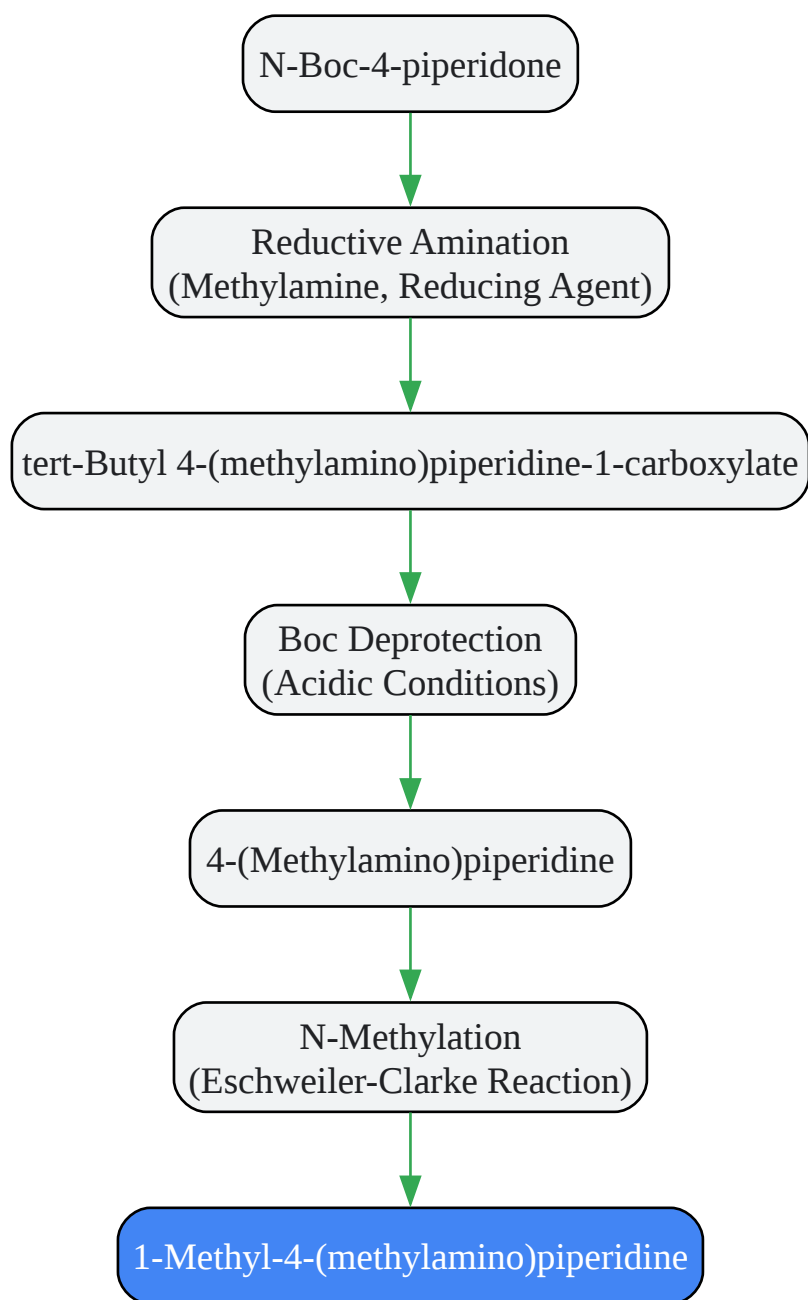 N-Boc-4-piperidone
Reductive Amination
(Methylamine, Reducing Agent)
tert-Butyl 4-(methylamino)piperidine-1-carboxylate
Boc Deprotection
(Acidic Conditions)
4-(Methylamino)piperidine
N-Methylation
(Eschweiler-Clarke Reaction)
1-Methyl-4-(methylamino)piperidine